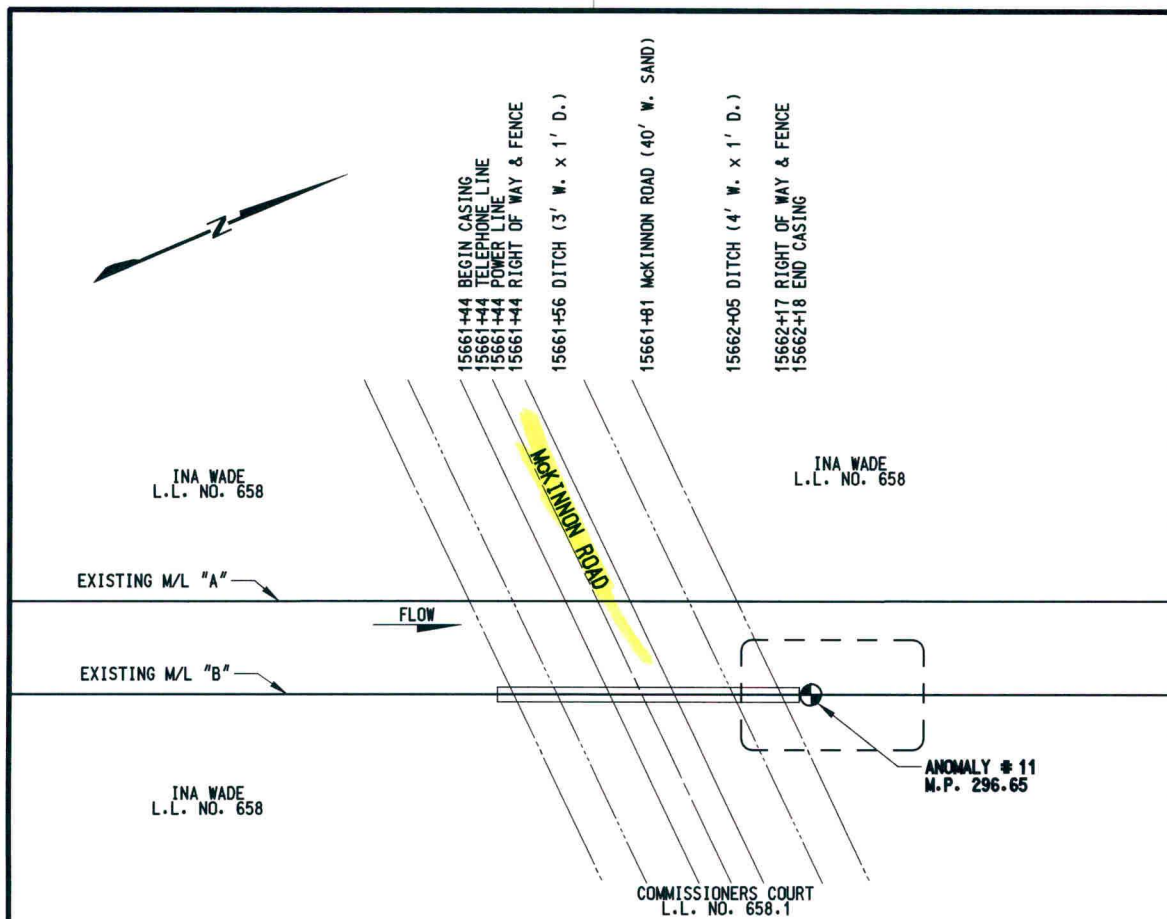 15661+44 BEGIN CASING
15661+44 TELEPHONE LINE
15661+44 POWER LINE
15661+44 RIGHT OF WAY & FENCE
15661+56 DITCH (3' W. x 1' D.)
15661+81 McKINNON ROAD (40' W. SAND)
15662+05 DITCH (4' W. x 1' D.)
15662+17 RIGHT OF WAY & FENCE
15662+18 END CASING
N
INA WADE
L.L. NO. 658
INA WADE
L.L. NO. 658
McKINNON ROAD
EXISTING M/L "A"
FLOW
EXISTING M/L "B"
ANOMALY # 11
M.P. 296.65
INA WADE
L.L. NO. 658
COMMISSIONERS COURT
L.L. NO. 658.1